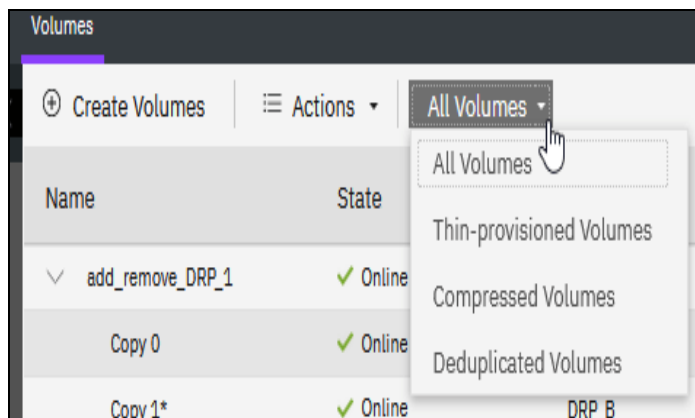 Volumes
Create Volumes Actions All Volumes
All Volumes
Name State
Thin-provisioned Volumes
add_remove_DRP_1 Online
Compressed Volumes
Copy 0 Online
Deduplicated Volumes
Copy 1* Online DRP_B